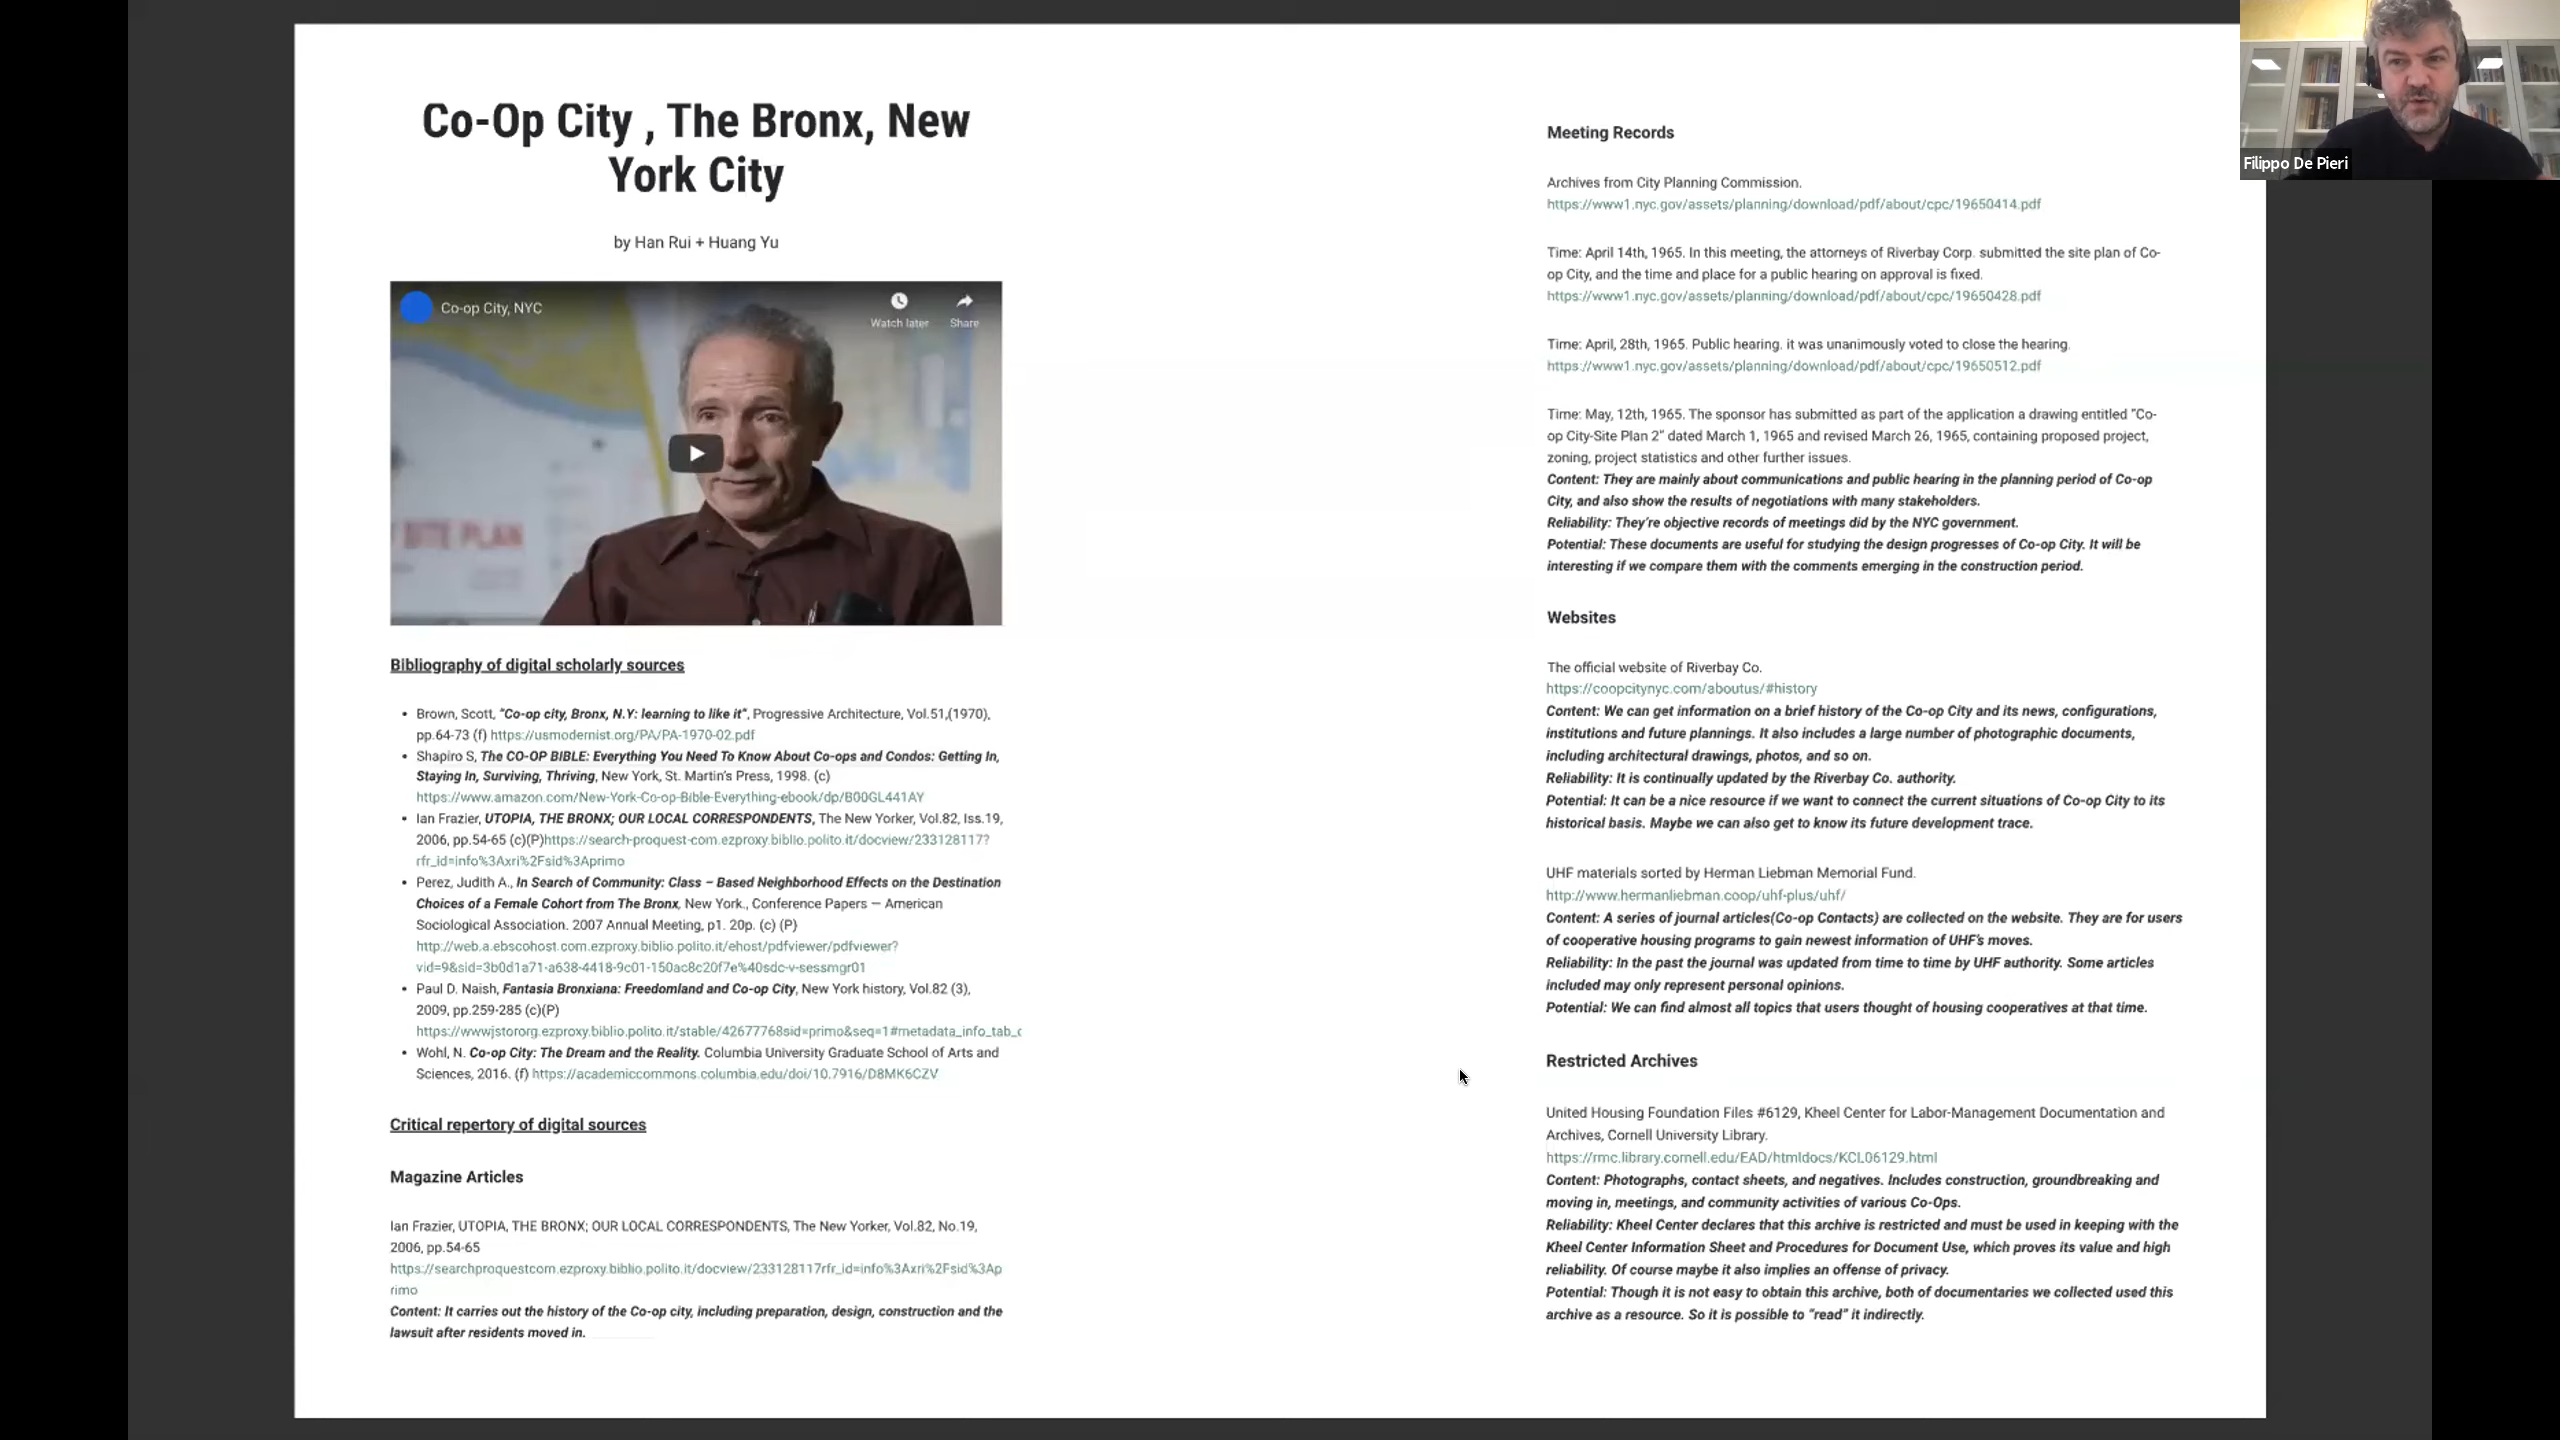 Co-Op City , The Bronx, New
York City
by Han Rui + Huang Yu
Co-op City, NYC
Watch later
Share
SITE PLAN
Bibliography of digital scholarly sources
• Brown, Scott, "Co-op city, Bronx, N.Y: learning to like it", Progressive Architecture, Vol.51,(1970),
pp.64-73 (f) https://usmodernist.org/PA/PA-1970-02.pdf
• Shapiro S, The CO-OP BIBLE: Everything You Need To Know About Co-ops and Condos: Getting In,
Staying In, Surviving, Thriving, New York, St. Martin's Press, 1998. (c)
https://www.amazon.com/New-York-Co-op-Bible-Everything-ebook/dp/B00GL441AY
• Ian Frazier, UTOPIA, THE BRONX; OUR LOCAL CORRESPONDENTS, The New Yorker, Vol.82, Iss.19,
2006, pp.54-65 (c)(P)https://search-proquest-com.ezproxy.biblio.polito.it/docview/233128117?
rfr_id=info%3Axri%2Fsid%3Aprimo
• Perez, Judith A., In Search of Community: Class – Based Neighborhood Effects on the Destination
Choices of a Female Cohort from The Bronx, New York., Conference Papers — American
Sociological Association. 2007 Annual Meeting, p1. 20p. (c) (P)
http://web.a.ebscohost.com.ezproxy.biblio.polito.it/ehost/pdfviewer/pdfviewer?
vid=9&sid=3b0d1a71-a638-4418-9c01-150ac8c20f7e%40sdc-v-sessmgr01
• Paul D. Naish, Fantasia Bronxiana: Freedomland and Co-op City, New York history, Vol.82 (3),
2009, pp.259-285 (c)(P)
https://wwwjstororg.ezproxy.biblio.polito.it/stable/42677768sid=primo&seq=1#metadata_info_tab_c
• Wohl, N. Co-op City: The Dream and the Reality. Columbia University Graduate School of Arts and
Sciences, 2016. (f) https://academiccommons.columbia.edu/doi/10.7916/D8MK6CZV
Critical repertory of digital sources
Magazine Articles
Ian Frazier, UTOPIA, THE BRONX; OUR LOCAL CORRESPONDENTS, The New Yorker, Vol.82, No.19,
2006, pp.54-65
https://searchproquestcom.ezproxy.biblio.polito.it/docview/233128117rfr_id=info%3Axri%2Fsid%3Ap
rimo
Content: It carries out the history of the Co-op city, including preparation, design, construction and the
lawsuit after residents moved in.
Meeting Records
Archives from City Planning Commission.
https://www1.nyc.gov/assets/planning/download/pdf/about/cpc/19650414.pdf
Time: April 14th, 1965. In this meeting, the attorneys of Riverbay Corp. submitted the site plan of Co-
op City, and the time and place for a public hearing on approval is fixed.
https://www1.nyc.gov/assets/planning/download/pdf/about/cpc/19650428.pdf
Time: April, 28th, 1965. Public hearing. it was unanimously voted to close the hearing.
https://www1.nyc.gov/assets/planning/download/pdf/about/cpc/19650512.pdf
Time: May, 12th, 1965. The sponsor has submitted as part of the application a drawing entitled "Co-
op City-Site Plan 2" dated March 1, 1965 and revised March 26, 1965, containing proposed project,
zoning, project statistics and other further issues.
Content: They are mainly about communications and public hearing in the planning period of Co-op
City, and also show the results of negotiations with many stakeholders.
Reliability: They're objective records of meetings did by the NYC government.
Potential: These documents are useful for studying the design progresses of Co-op City. It will be
interesting if we compare them with the comments emerging in the construction period.
Websites
The official website of Riverbay Co.
https://coopcitynyc.com/aboutus/#history
Content: We can get information on a brief history of the Co-op City and its news, configurations,
institutions and future plannings. It also includes a large number of photographic documents,
including architectural drawings, photos, and so on.
Reliability: It is continually updated by the Riverbay Co. authority.
Potential: It can be a nice resource if we want to connect the current situations of Co-op City to its
historical basis. Maybe we can also get to know its future development trace.
UHF materials sorted by Herman Liebman Memorial Fund.
http://www.hermanliebman.coop/uhf-plus/uhf/
Content: A series of journal articles(Co-op Contacts) are collected on the website. They are for users
of cooperative housing programs to gain newest information of UHF's moves.
Reliability: In the past the journal was updated from time to time by UHF authority. Some articles
included may only represent personal opinions.
Potential: We can find almost all topics that users thought of housing cooperatives at that time.
Restricted Archives
United Housing Foundation Files #6129, Kheel Center for Labor-Management Documentation and
Archives, Cornell University Library.
https://rmc.library.cornell.edu/EAD/htmldocs/KCL06129.html
Content: Photographs, contact sheets, and negatives. Includes construction, groundbreaking and
moving in, meetings, and community activities of various Co-Ops.
Reliability: Kheel Center declares that this archive is restricted and must be used in keeping with the
Kheel Center Information Sheet and Procedures for Document Use, which proves its value and high
reliability. Of course maybe it also implies an offense of privacy.
Potential: Though it is not easy to obtain this archive, both of documentaries we collected used this
archive as a resource. So it is possible to "read" it indirectly.
Filippo De Pieri